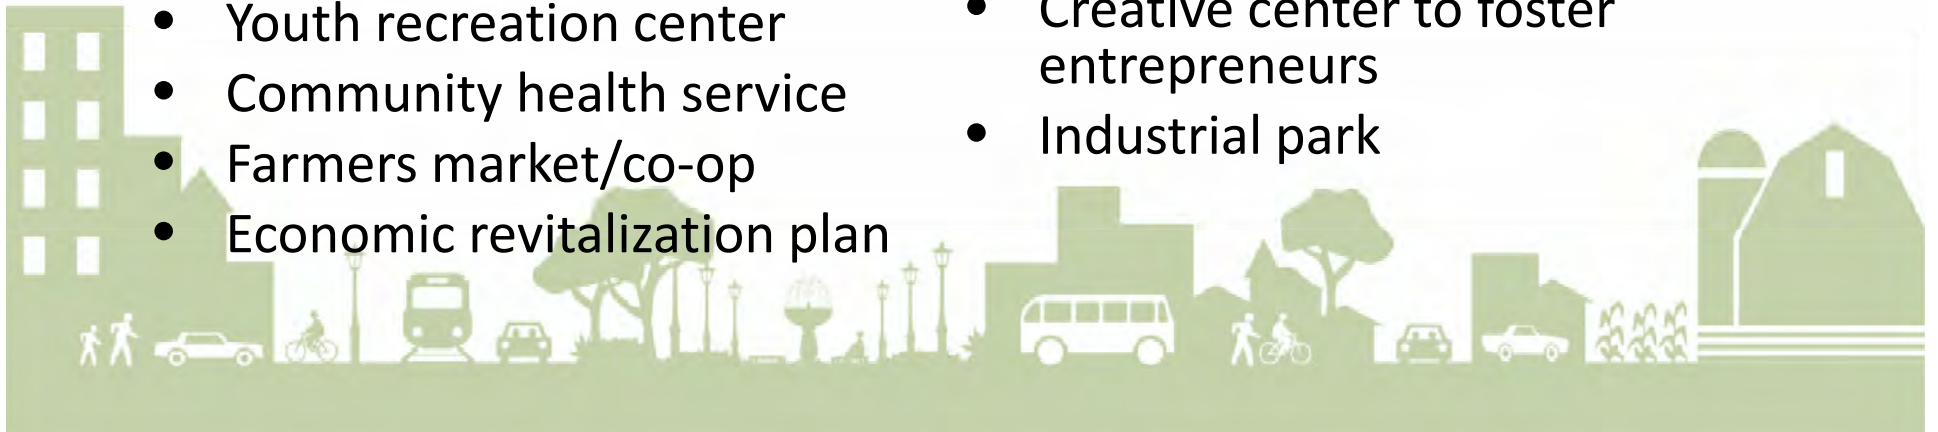 • Youth recreation center
• Community health service
• Farmers market/co-op
• Economic revitalization plan
• Creative center to foster
entrepreneurs
• Industrial park